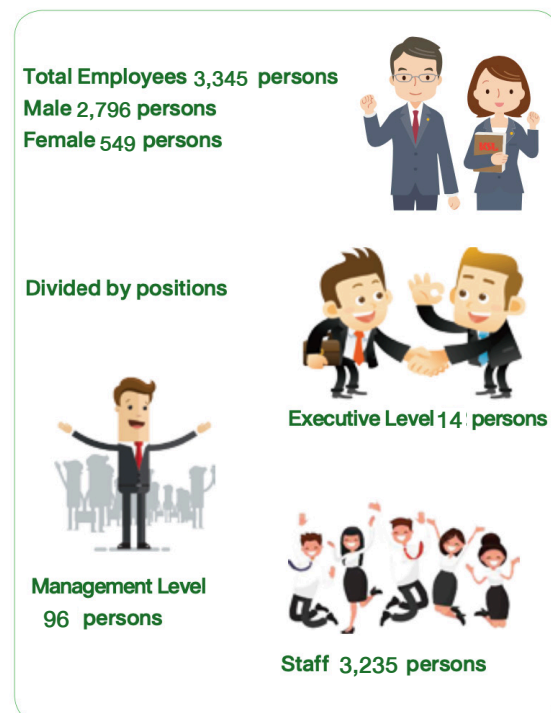 Total Employees 3,345 persons
Male 2,796 persons
Female 549 persons
Divided by positions
Executive Level 14 persons
Management Level
96 persons
Staff 3,235 persons